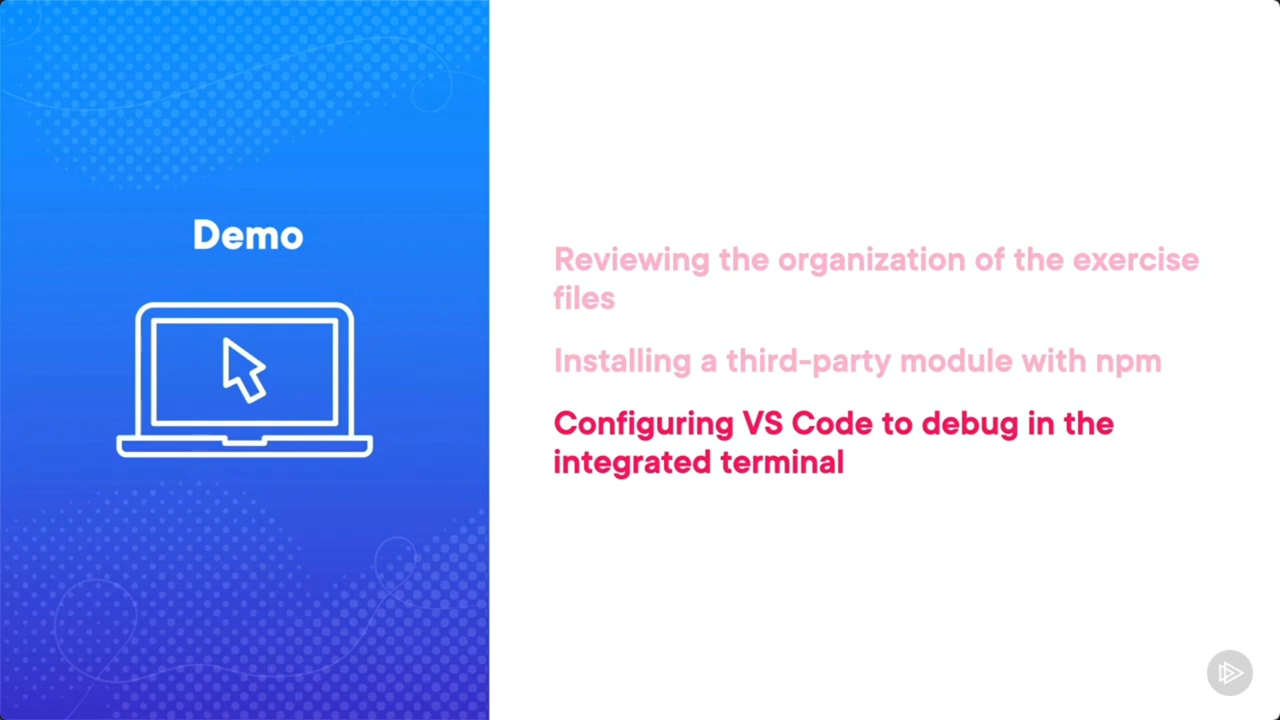 Demo
Reviewing the organization of the exercise
files
Installing a third-party module with npm
Configuring VS Code to debug in the
integrated terminal